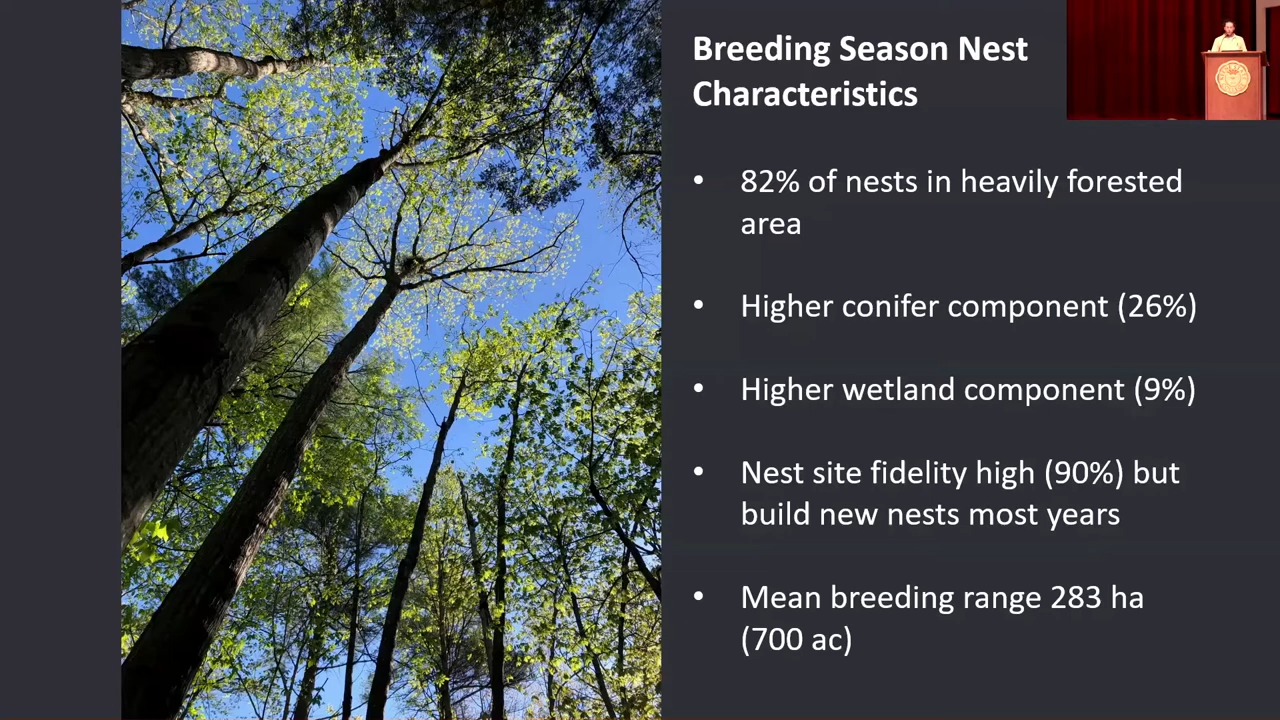 Breeding Season Nest
Characteristics
• 82% of nests in heavily forested
area
• Higher conifer component (26%)
• Higher wetland component (9%)
• Nest site fidelity high (90%) but
build new nests most years
• Mean breeding range 283 ha
(700 ac)